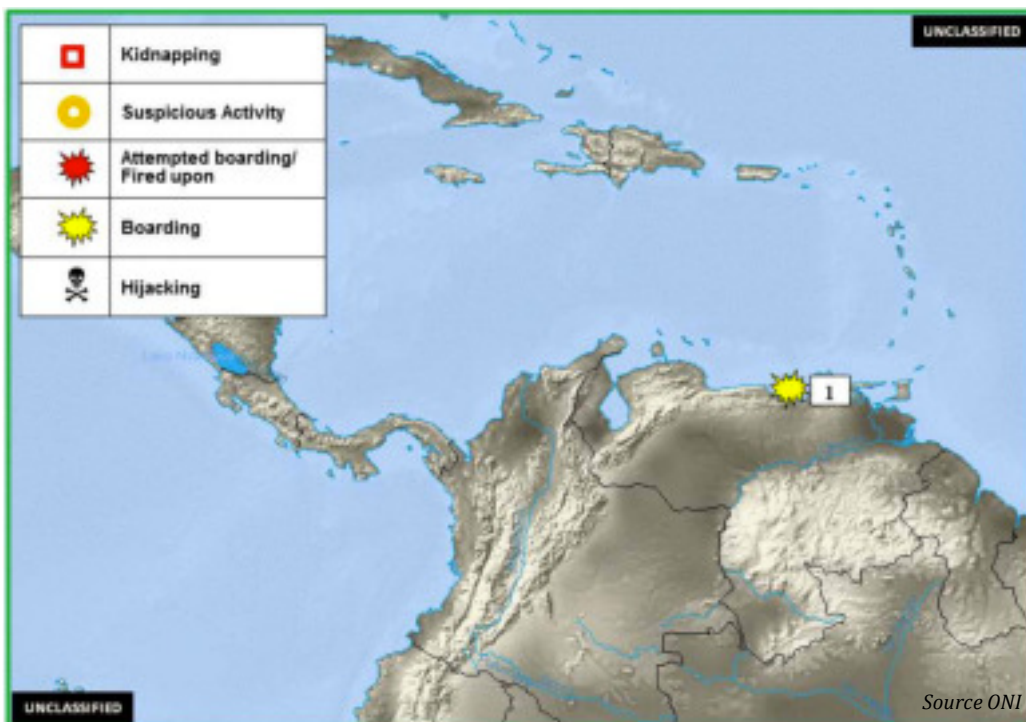 UNCLASSIFIED
Kidnapping
Suspicious Activity
Attempted boarding/
Fired upon
Boarding
Hijacking
1
UNCLASSIFIED
Source ONI